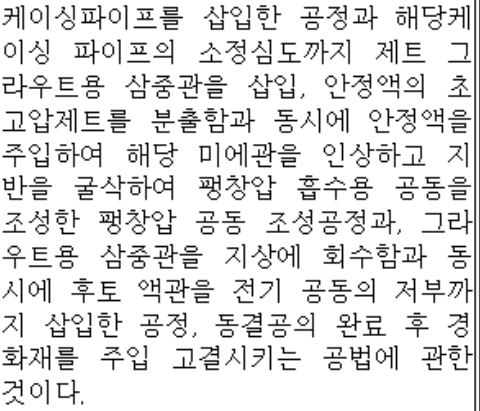 케이싱파이프를 삽입한 공정과 해당케
이싱 파이프의 소정심도까지 제트 그
라우트용 삼중관을 삽입, 안정액의 초
고압제트를 분출함과 동시에 안정액을
주입하여 해당 미에관을 인상하고 지
반을 굴삭하여 팽창압 흡수용 공동을
조성한 팽창압 공동 조성공정과, 그라
우트용 삼중관을 지상에 회수함과 동
시에 후토 액관을 전기 공동의 저부까
지 삽입한 공정, 동결공의 완료 후 경
화재를 주입 고결시키는 공법에 관한
것이다.